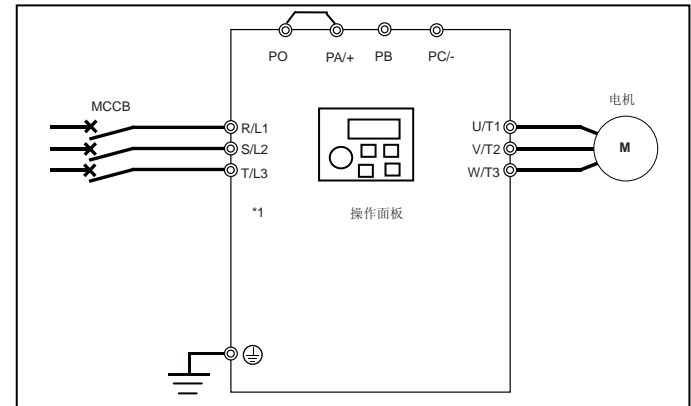 PO PA/+ PB PC/-
MCCB
电机
R/L1
U/T1
S/L2
V/T2
M
T/L3
W/T3
*1
操作面板